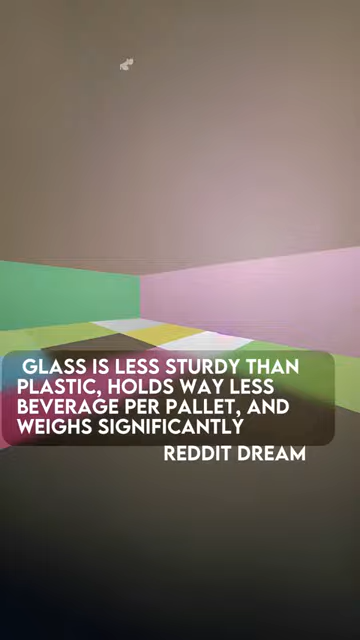 GLASS IS LESS STURDY THAN
PLASTIC, HOLDS WAY LESS
BEVERAGE PER PALLET, AND
WEIGHS SIGNIFICANTLY
REDDIT DREAM